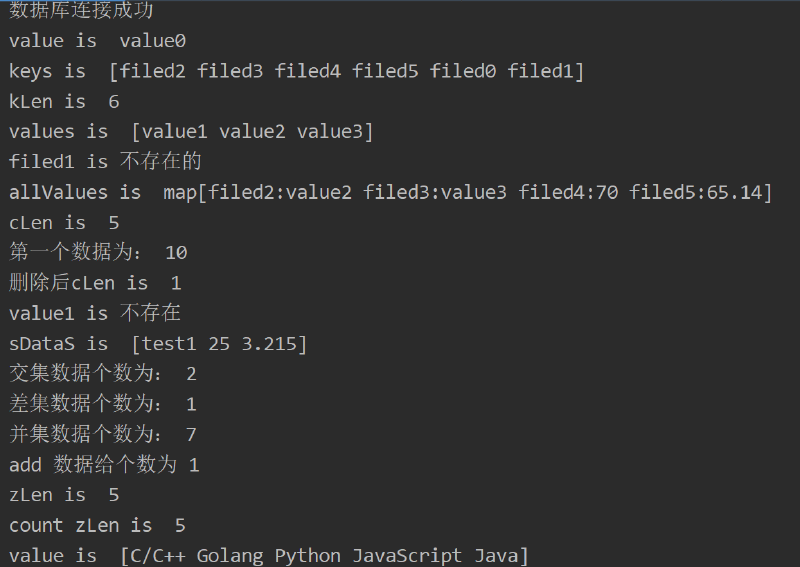 数据库连接成功
value is  value0
keys is  [filed2 filed3 filed4 filed5 filed0 filed1]
kLen is  6
values is  [value1 value2 value3]
filed1 is 不存在的
allValues is  map[filed2:value2 filed3:value3 filed4:70 filed5:65.14]
cLen is  5
第一个数据为： 10
删除后cLen is  1
value1 is 不存在
sDataS is  [test1 25 3.215]
交集数据个数为： 2
差集数据个数为： 1
并集数据个数为： 7
add 数据给个数为 1
zLen is  5
count zLen is  5
value is  [C/C++ Golang Python JavaScript Java]